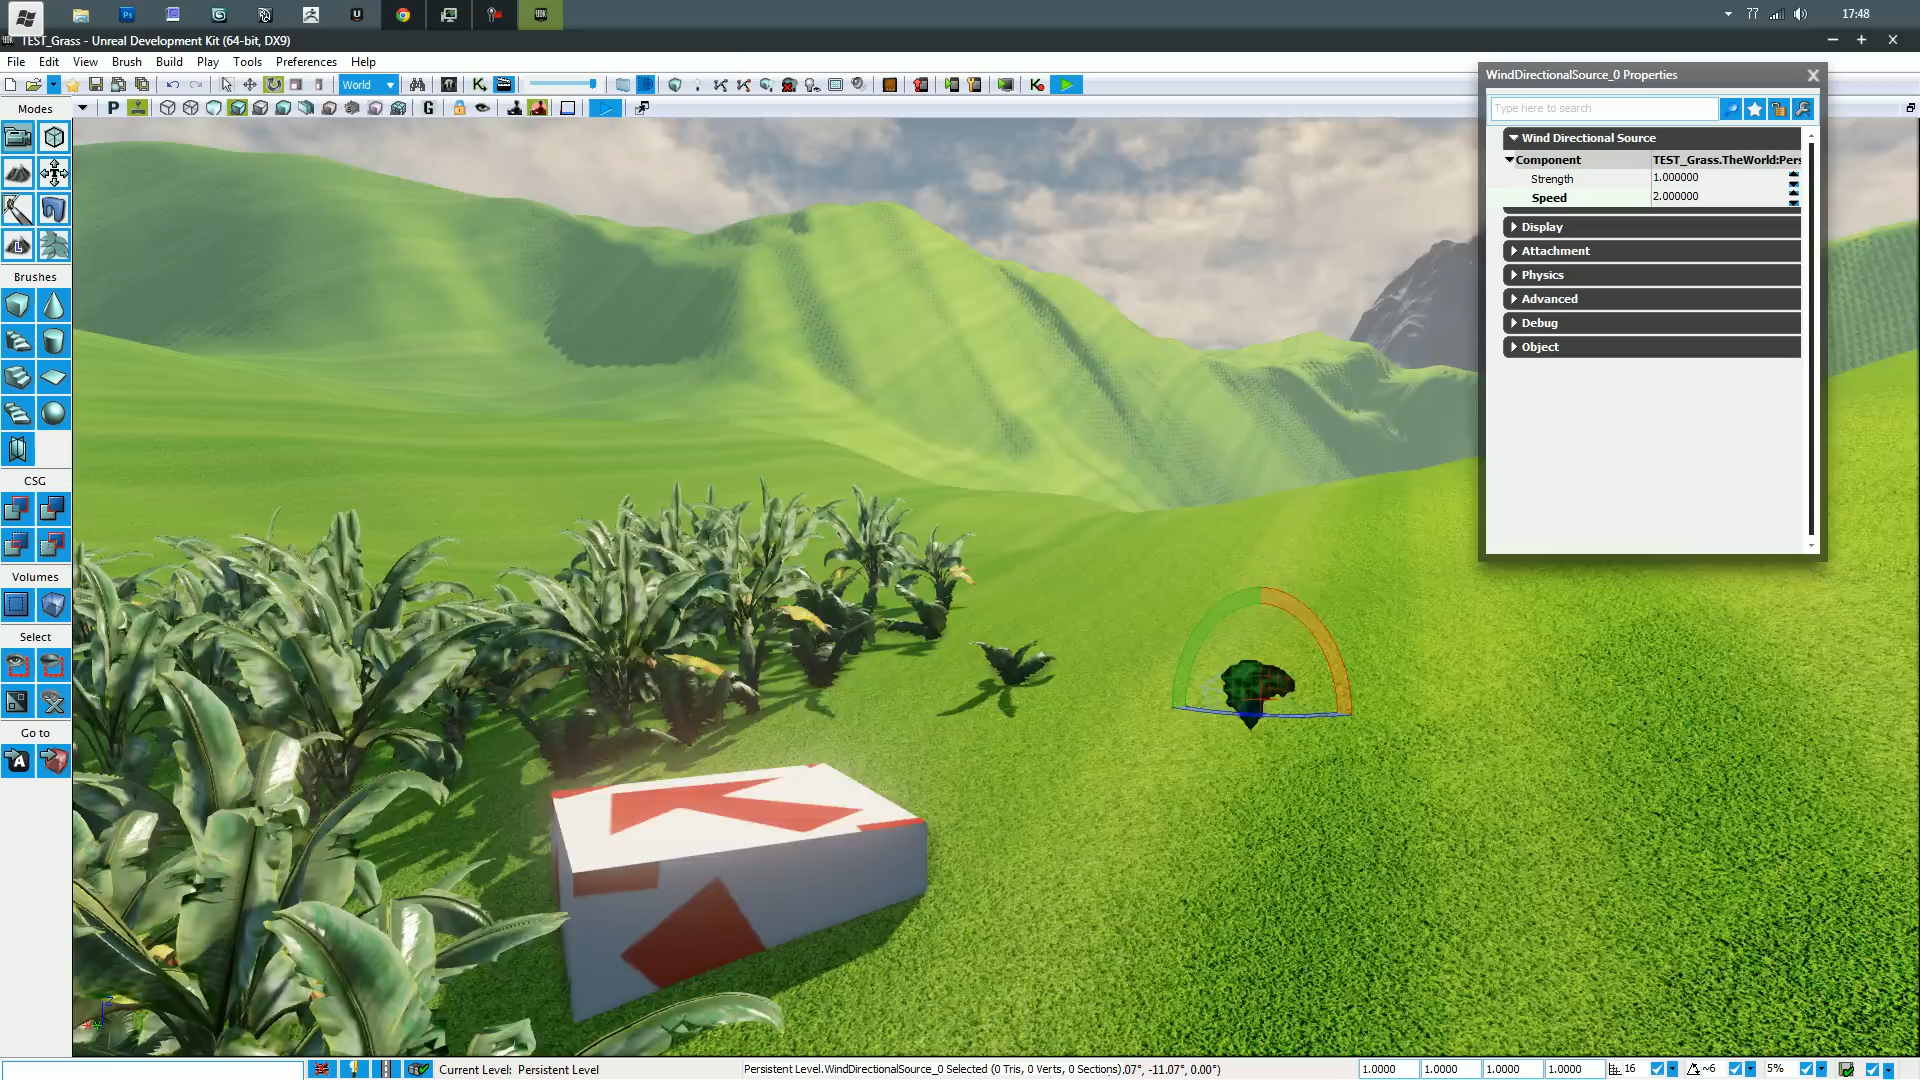 17:48
TEST_Grass - Unreal Development Kit (64-bit, DX9)
File Edit View Brush Build Play Tools Preferences Help
World
Modes
P
G
WindDirectionalSource_0 Properties
Type here to search
Wind Directional Source
Component TEST_Grass.TheWorld:Pers
Strength 1.000000
Speed 2.000000
Display
Attachment
Physics
Advanced
Debug
Object
L
Brushes
CSG
Volumes
Select
Go to
A
Current Level: Persistent Level
Persistent Level.WindDirectionalSource_0 Selected (0 Tris, 0 Verts, 0 Sections).07°, -11.07°, 0.00°)
1.0000 1.0000 1.0000 1.0000 16 ~6 5%